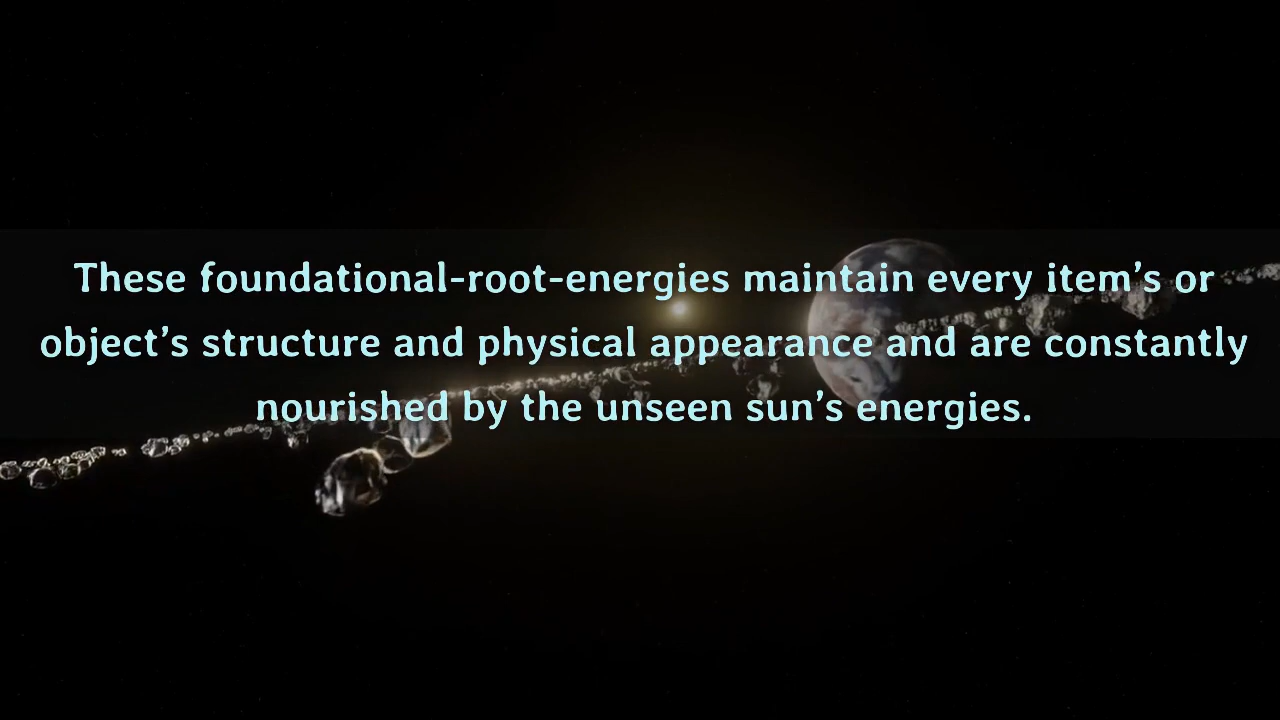 These foundational-root-energies maintain every item’s or
object’s structure and physical appearance and are constantly
nourished by the unseen sun’s energies.